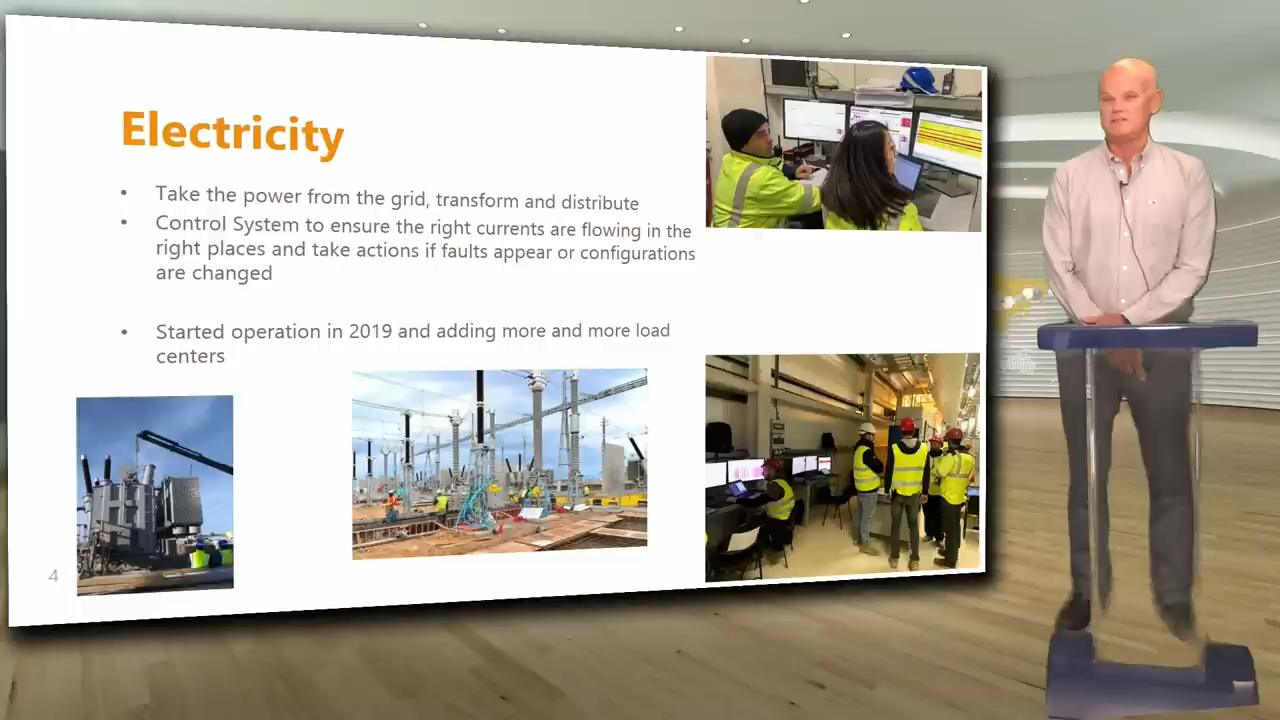 Electricity
• Take the power from the grid, transform and distribute
• Control System to ensure the right currents are flowing in the
right places and take actions if faults appear or configurations
are changed
• Started operation in 2019 and adding more and more load
centers
4